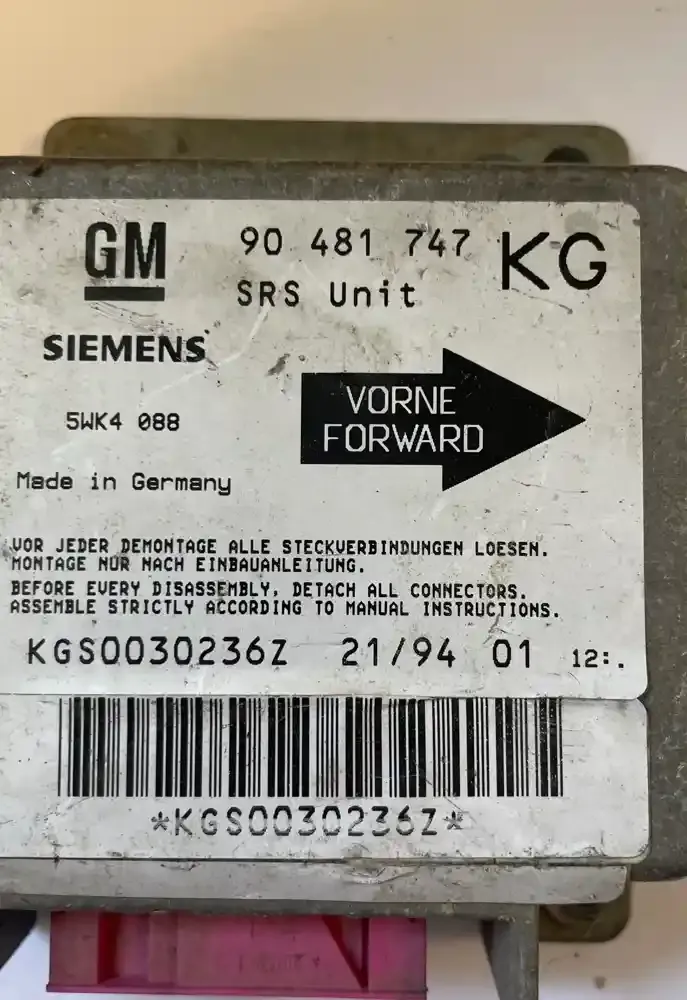 GM
90 481 747
KG
SRS Unit
SIEMENS
VORNE
FORWARD
5WK4 088
Made in Germany
VOR JEDER DEMONTAGE ALLE STECKVERBINDUNGEN LOESEN.
MONTAGE NUR NACH EINBAUANLEITUNG.
BEFORE EVERY DISASSEMBLY, DETACH ALL CONNECTORS.
ASSEMBLE STRICTLY ACCORDING TO MANUAL INSTRUCTIONS.
KGS0030236Z 21/94 01 12:.
*KGS0030236Z*